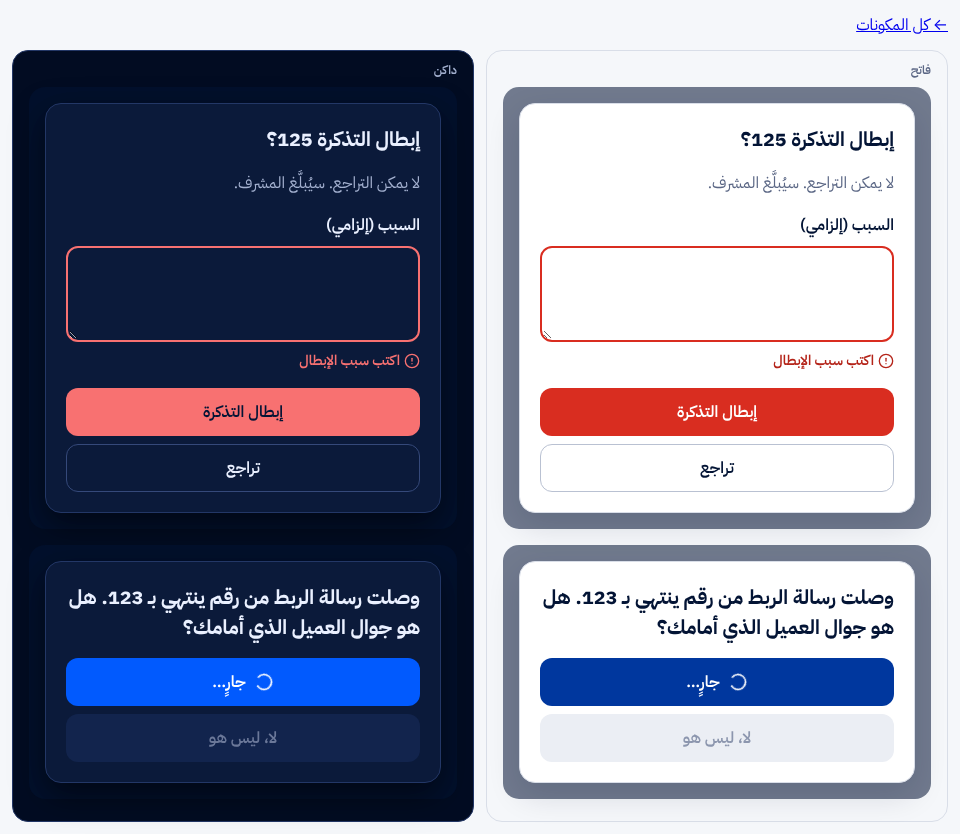 ← كل المكونات
فاتح
إبطال التذكرة 125؟
لا يمكن التراجع. سيُبلَّغ المشرف.
السبب (إلزامي)
اكتب سبب الإبطال
إبطال التذكرة
تراجع
وصلت رسالة الربط من رقم ينتهي بـ 123. هل
هو جوال العميل الذي أمامك؟
جارٍ...
لا، ليس هو
داكن
إبطال التذكرة 125؟
لا يمكن التراجع. سيُبلَّغ المشرف.
السبب (إلزامي)
اكتب سبب الإبطال
إبطال التذكرة
تراجع
وصلت رسالة الربط من رقم ينتهي بـ 123. هل
هو جوال العميل الذي أمامك؟
جارٍ...
لا، ليس هو